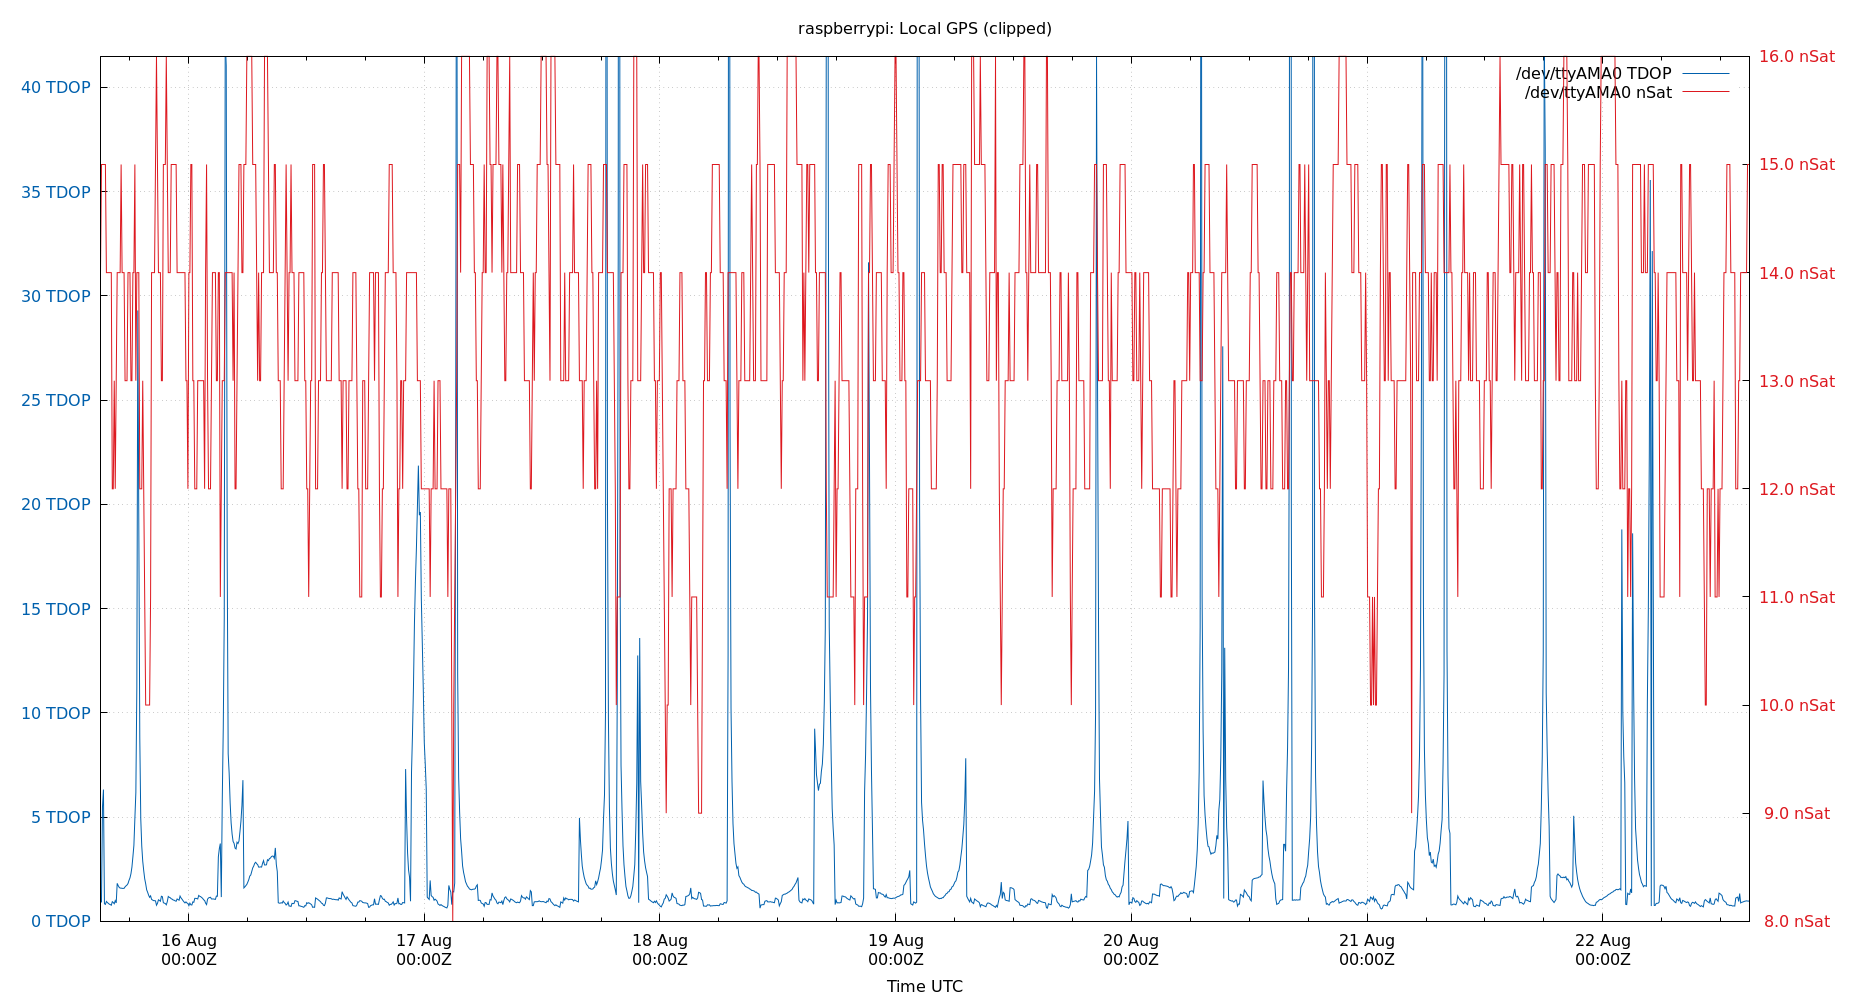 raspberrypi: Local GPS (clipped)
/dev/ttyAMA0 TDOP
/dev/ttyAMA0 nSat
40 TDOP
35 TDOP
30 TDOP
25 TDOP
20 TDOP
15 TDOP
10 TDOP
5 TDOP
0 TDOP
16.0 nSat
15.0 nSat
14.0 nSat
13.0 nSat
12.0 nSat
11.0 nSat
10.0 nSat
9.0 nSat
8.0 nSat
16 Aug
00:00Z
17 Aug
00:00Z
18 Aug
00:00Z
19 Aug
00:00Z
20 Aug
00:00Z
21 Aug
00:00Z
22 Aug
00:00Z
Time UTC